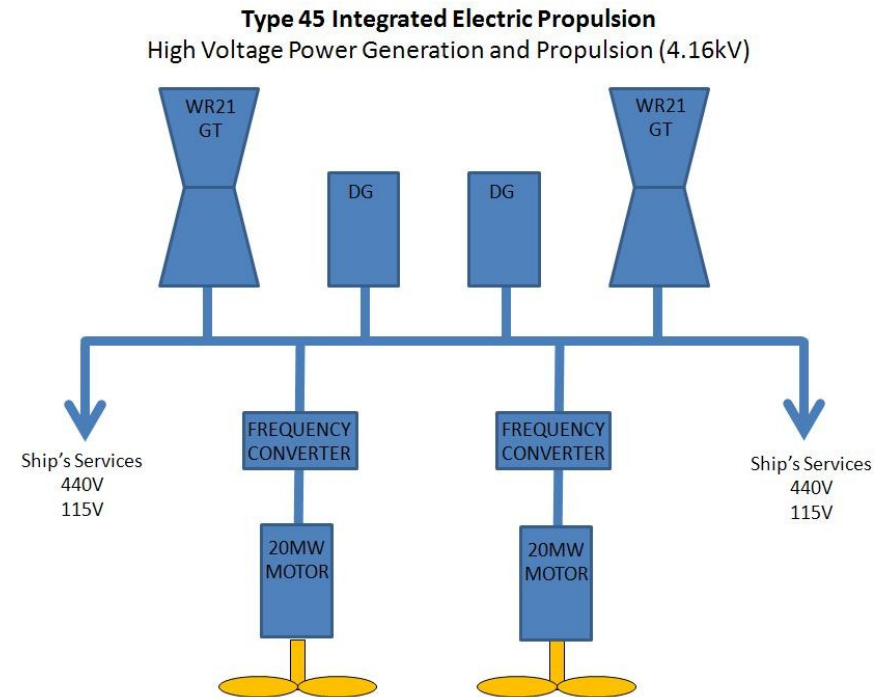 Type 45 Integrated Electric Propulsion
High Voltage Power Generation and Propulsion (4.16kV)
WR21
GT
DG
DG
WR21
GT
FREQUENCY
CONVERTER
FREQUENCY
CONVERTER
Ship’s Services
440V
115V
Ship’s Services
440V
115V
20MW
MOTOR
20MW
MOTOR